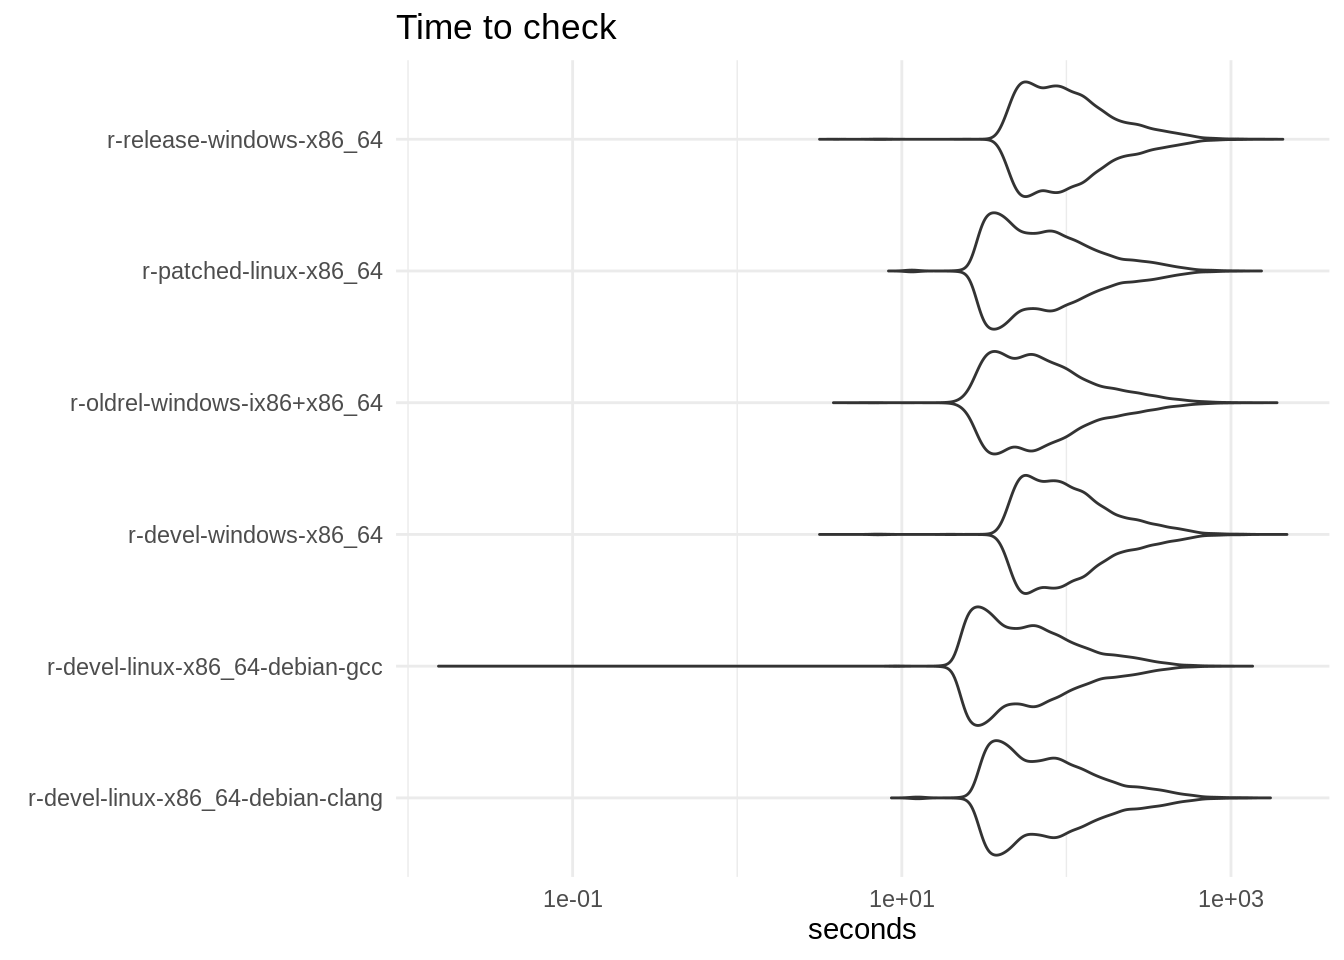 Time to check
r-release-windows-x86_64
r-patched-linux-x86_64
r-oldrel-windows-ix86+x86_64
r-devel-windows-x86_64
r-devel-linux-x86_64-debian-gcc
r-devel-linux-x86_64-debian-clang
1e-01 1e+01 1e+03
seconds